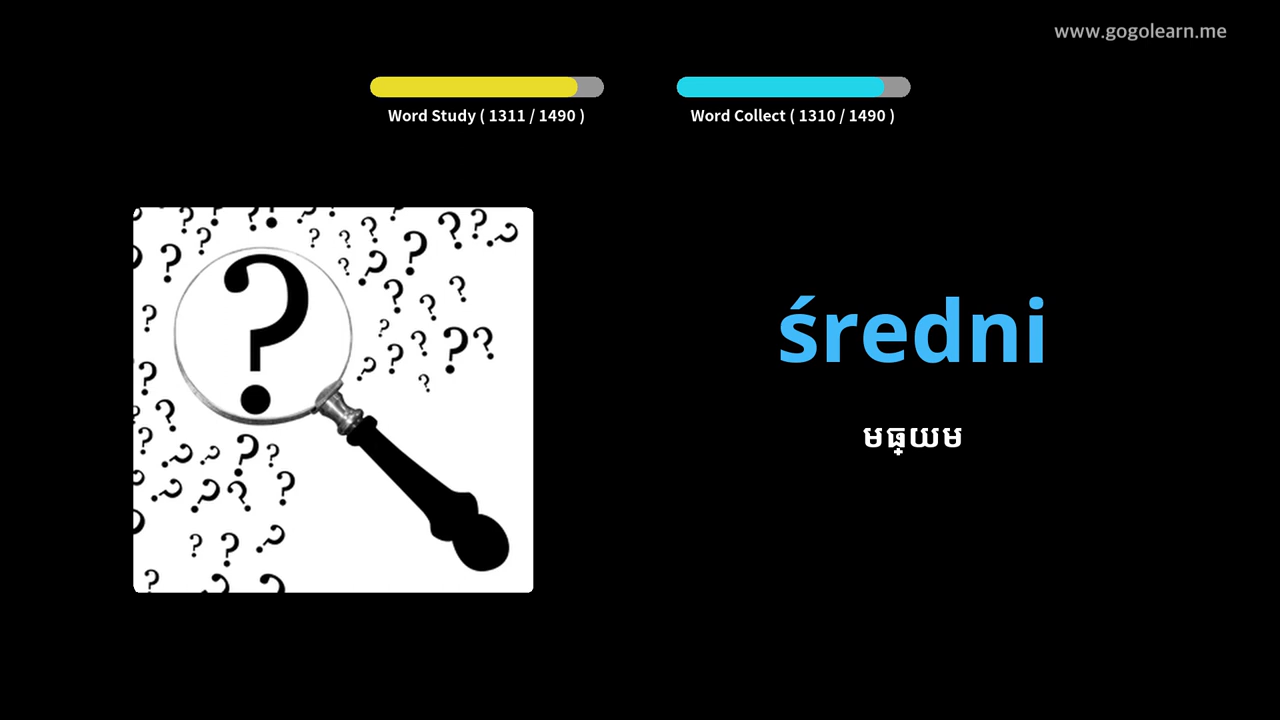 www.gogolearn.me
Word Study ( 1311 / 1490 )
Word Collect ( 1310 / 1490 )
średni
មធ្យម